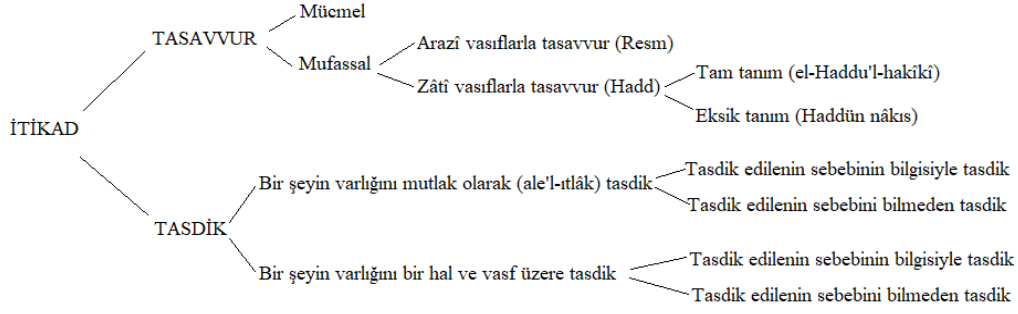 İTİKAD
TASAVVUR
Mücmel
Mufassal
Arazî vasıflarla tasavvur (Resm)
Zâtî vasıflarla tasavvur (Hadd)
Tam tanım (el-Haddu'l-hakîkî)
Eksik tanım (Haddün nâkıs)
TASDİK
Bir şeyin varlığını mutlak olarak (ale'l-ıtlâk) tasdik
Tasdik edilenin sebebinin bilgisiyle tasdik
Tasdik edilenin sebebini bilmeden tasdik
Bir şeyin varlığını bir hal ve vasf üzere tasdik
Tasdik edilenin sebebinin bilgisiyle tasdik
Tasdik edilenin sebebini bilmeden tasdik